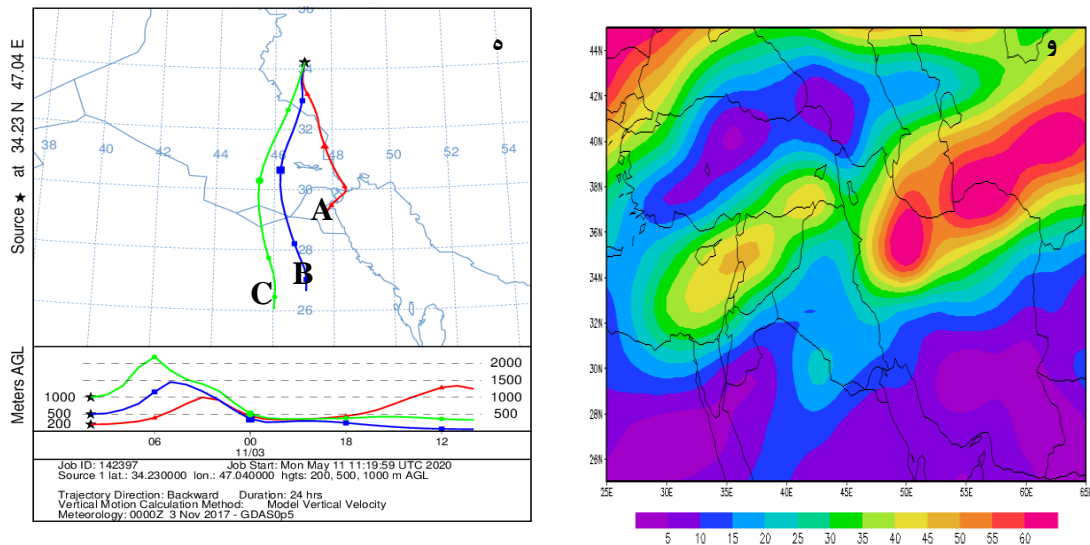 ه
Source ★ at 34.23 N 47.04 E
36
34
32
38
40
42
44
46
48
50
52
54
30
28
26
A
B
C
Meters AGL
2000
1500
1000 1000
500 500
200
06 00 18 12
11/03
Job ID: 142397 Job Start: Mon May 11 11:19:59 UTC 2020
Source 1 lat.: 34.230000 lon.: 47.040000 hgts: 200, 500, 1000 m AGL
Trajectory Direction: Backward Duration: 24 hrs
Vertical Motion Calculation Method: Model Vertical Velocity
Meteorology: 0000Z 3 Nov 2017 - GDAS0p5
و
44N
42N
40N
38N
36N
34N
32N
30N
28N
26N
25E 30E 35E 40E 45E 50E 55E 60E 65E
5 10 15 20 25 30 35 40 45 50 55 60